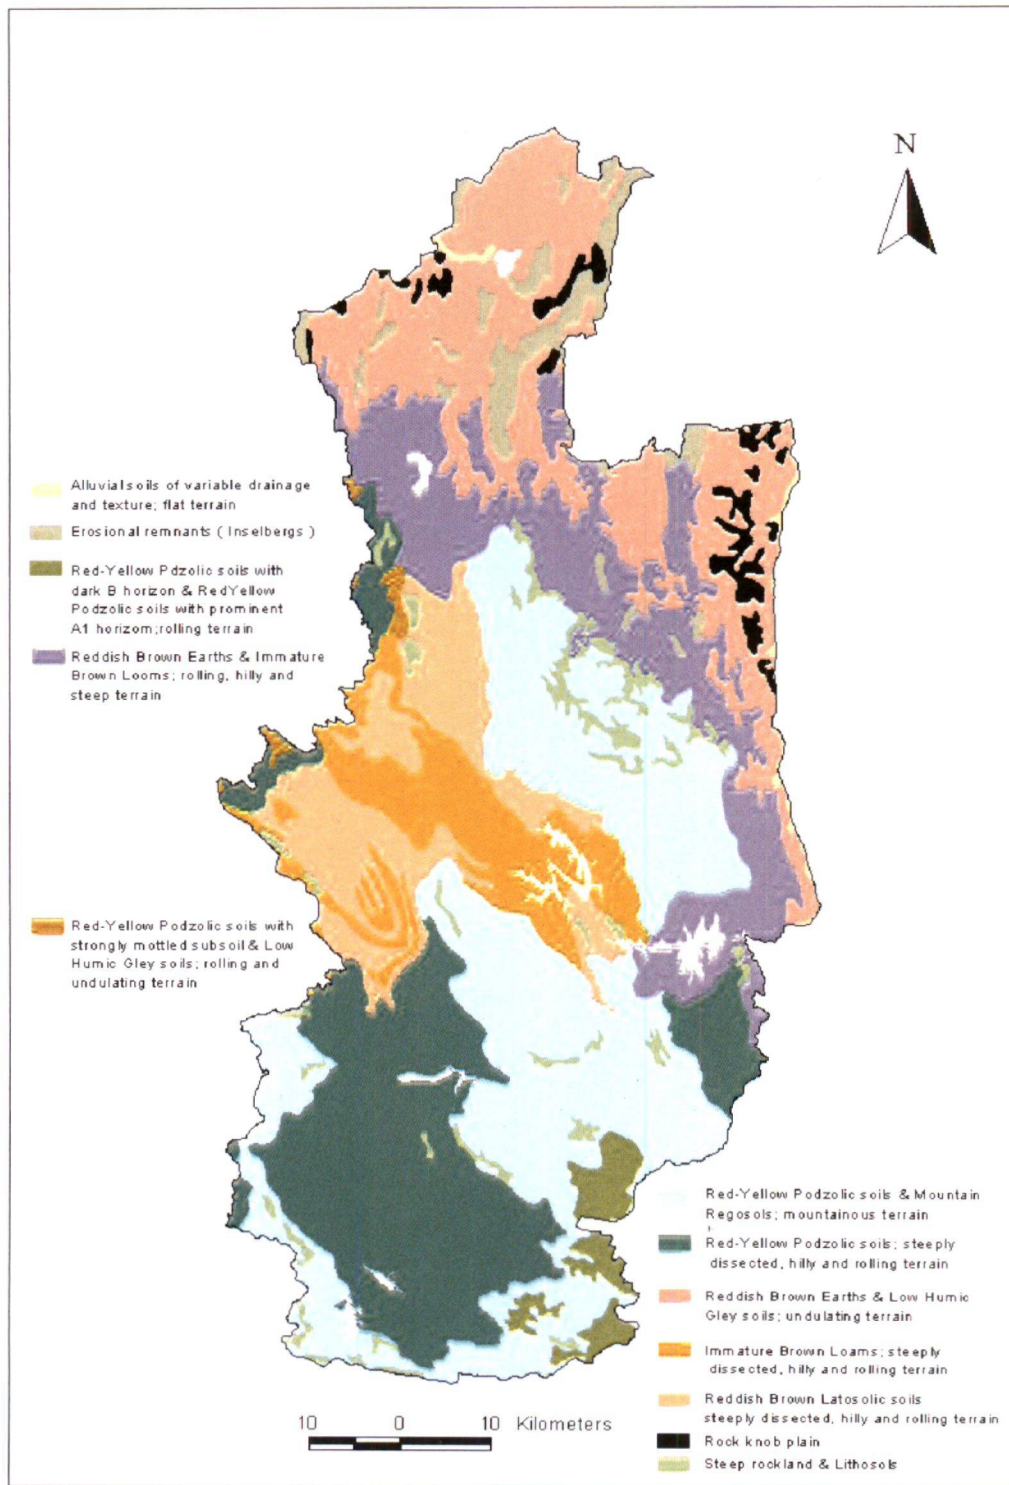 N
Alluvial soils of variable drainage
and texture; flat terrain
Erosional remnants ( Inselbergs )
Red-Yellow Pdzolic soils with
dark B horizon & RedYellow
Podzolic soils with prominent
A1 horizom;rolling terrain
Reddish Brown Earths & Immature
Brown Looms; rolling, hilly and
steep terrain
Red-Yellow Podzolic soils with
strongly mottled subsoil & Low
Humic Gley soils; rolling and
undulating terrain
Red-Yellow Podzolic soils & Mountain
Regosols; mountainous terrain
Red-Yellow Podzolic soils; steeply
dissected, hilly and rolling terrain
Reddish Brown Earths & Low Humic
Gley soils; undulating terrain
Immature Brown Loams; steeply
dissected, hilly and rolling terrain
Reddish Brown Latosolic soils
steeply dissected, hilly and rolling terrain
Rock knob plain
Steep rockland & Lithosols
10 0 10 Kilometers